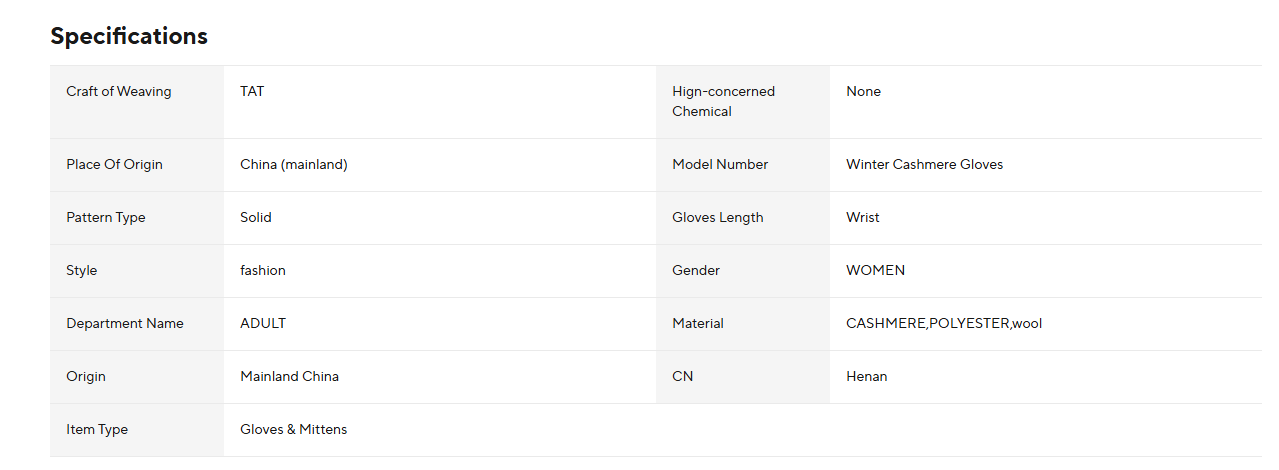 Specifications
Craft of Weaving
TAT
Hign-concerned
Chemical
None
Place Of Origin
China (mainland)
Model Number
Winter Cashmere Gloves
Pattern Type
Solid
Gloves Length
Wrist
Style
fashion
Gender
WOMEN
Department Name
ADULT
Material
CASHMERE,POLYESTER,wool
Origin
Mainland China
CN
Henan
Item Type
Gloves & Mittens